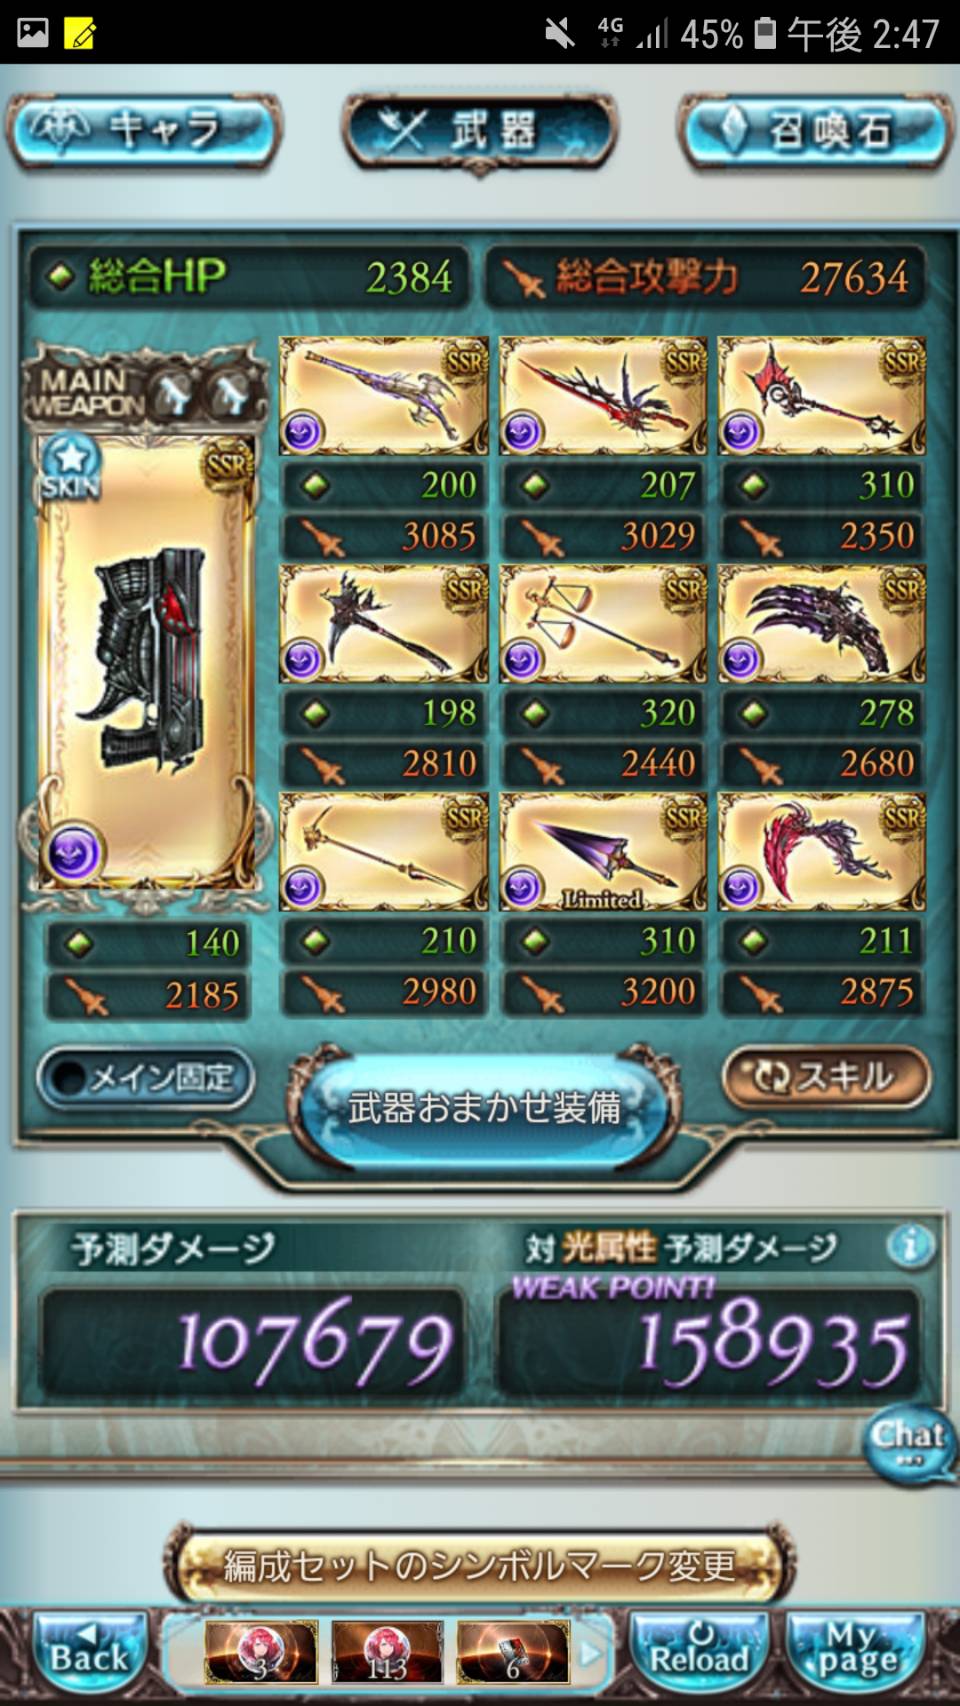 4G 45% 午後 2:47
キャラ 武器 召喚石
総合HP 2384 総合攻撃力 27634
MAIN WEAPON
SKIN
SSR
SSR SSR SSR
200 207 310
3085 3029 2350
SSR SSR SSR
198 320 278
2810 2440 2680
SSR SSR SSR
Limited
140 210 310 211
2185 2980 3200 2875
メイン固定 武器おまかせ装備 スキル
予測ダメージ 対 光属性 予測ダメージ i
WEAK POINT!
107679 158935
Chat
編成セットのシンボルマーク変更
Back 3 113 6 Reload My page